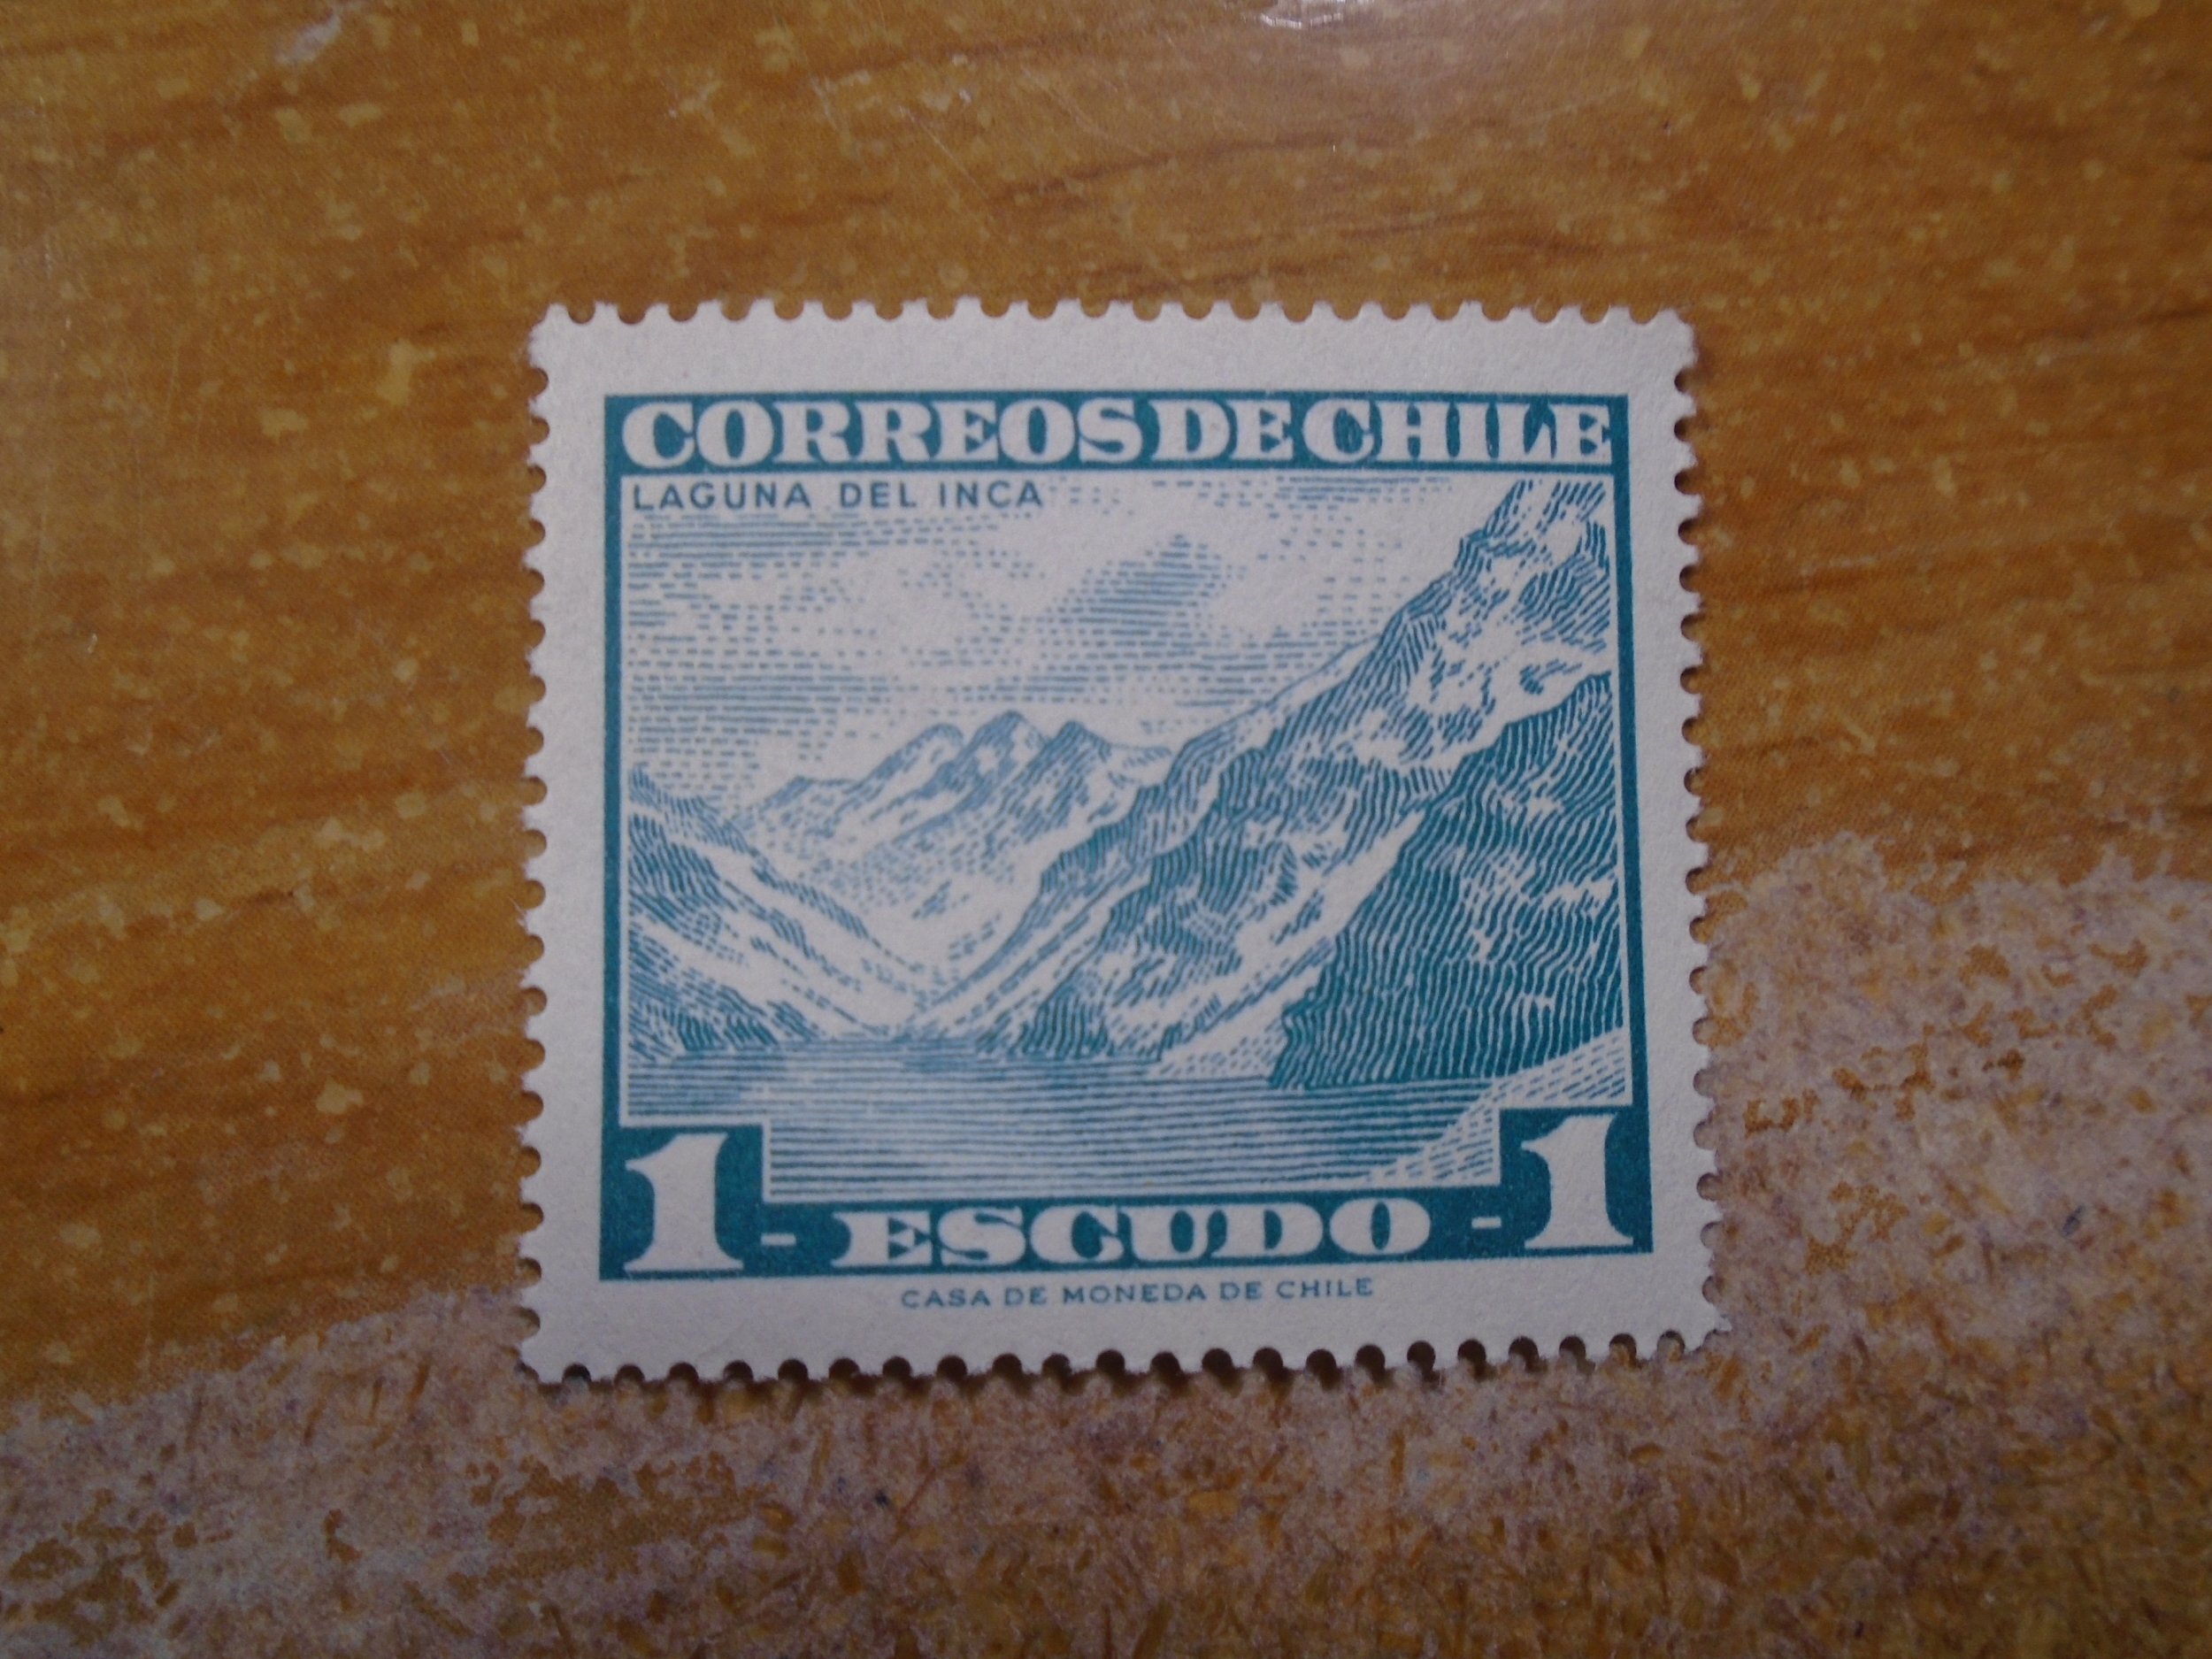 CORREOS DE CHILE
LAGUNA DEL INCA
1 - ESCUDO - 1
CASA DE MONEDA DE CHILE